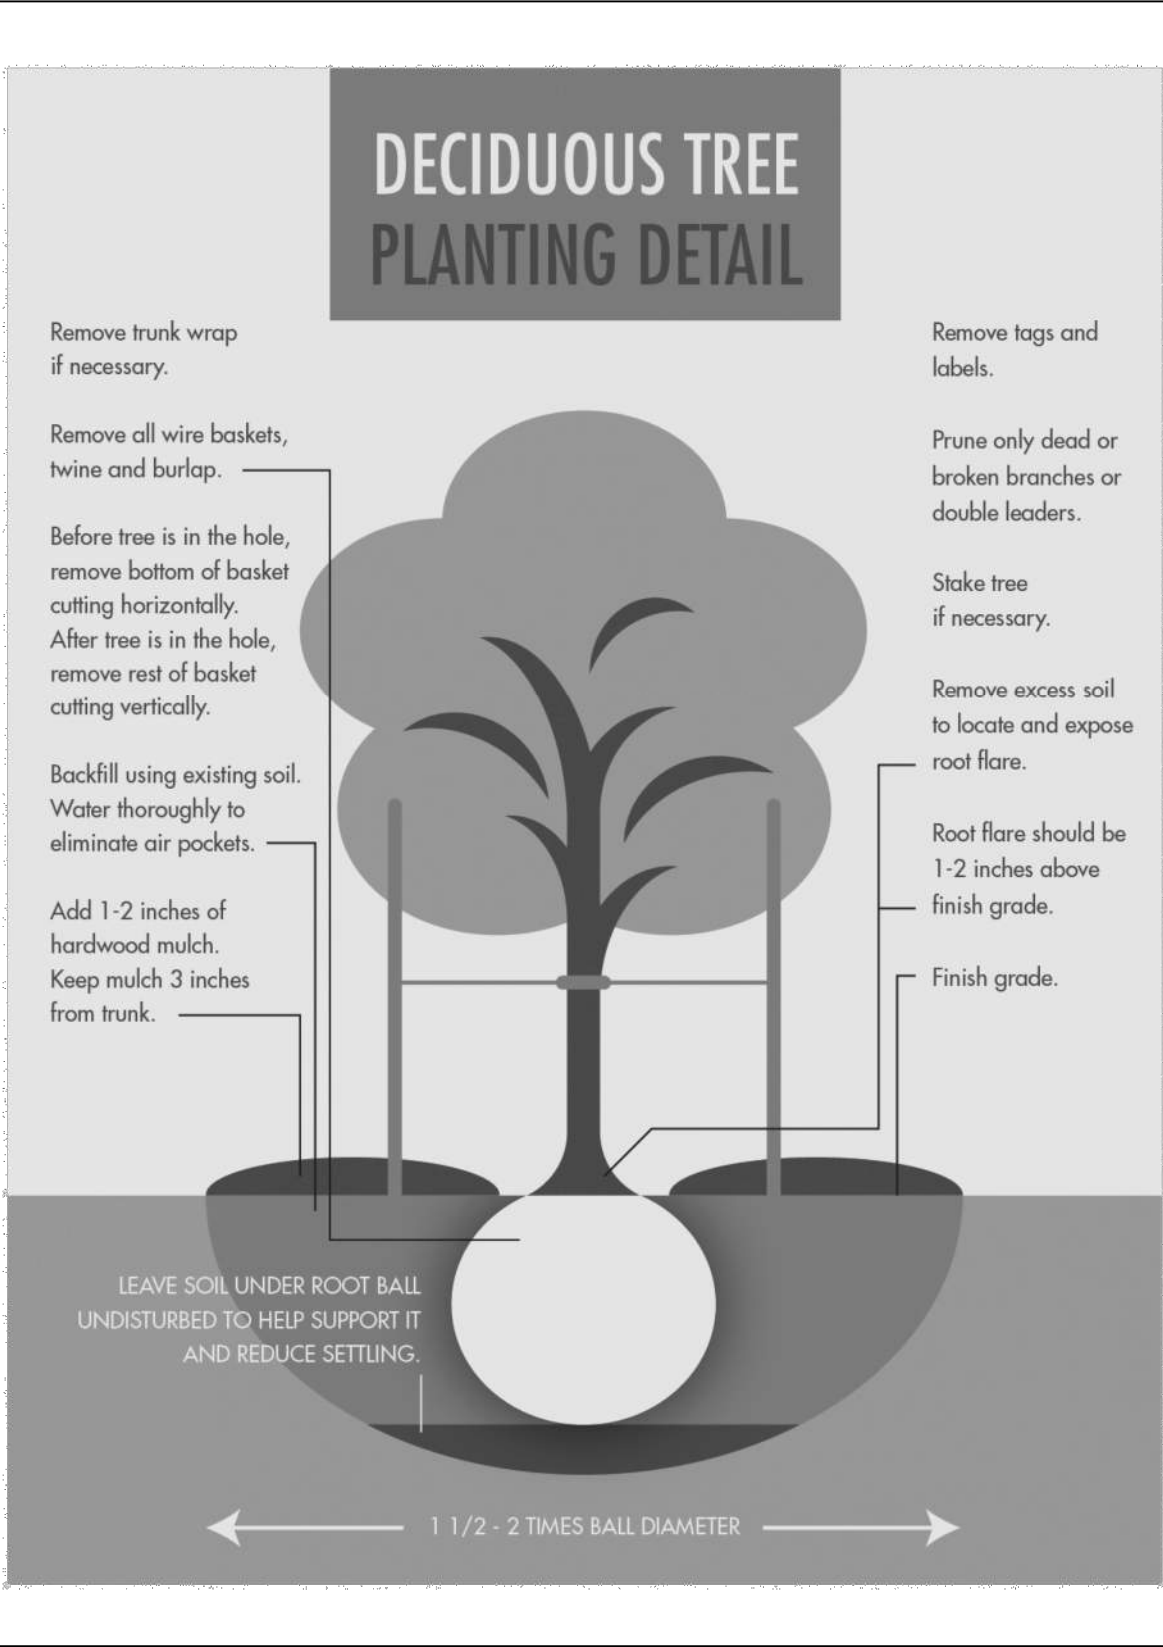 DECIDUOUS TREE
PLANTING DETAIL
Remove trunk wrap
if necessary.
Remove all wire baskets,
twine and burlap.
Before tree is in the hole,
remove bottom of basket
cutting horizontally.
After tree is in the hole,
remove rest of basket
cutting vertically.
Backfill using existing soil.
Water thoroughly to
eliminate air pockets.
Add 1-2 inches of
hardwood mulch.
Keep mulch 3 inches
from trunk.
Remove tags and
labels.
Prune only dead or
broken branches or
double leaders.
Stake tree
if necessary.
Remove excess soil
to locate and expose
root flare.
Root flare should be
1-2 inches above
finish grade.
Finish grade.
LEAVE SOIL UNDER ROOT BALL
UNDISTURBED TO HELP SUPPORT IT
AND REDUCE SETTLING.
1 1/2 - 2 TIMES BALL DIAMETER